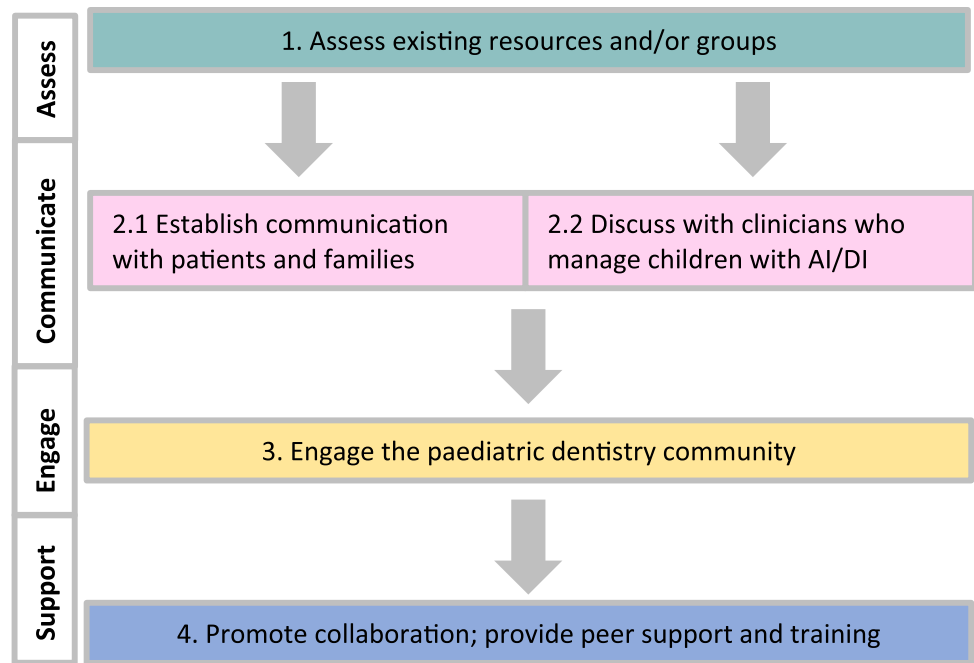 Assess
1. Assess existing resources and/or groups
Communicate
2.1 Establish communication
with patients and families
2.2 Discuss with clinicians who
manage children with AI/DI
Engage
3. Engage the paediatric dentistry community
Support
4. Promote collaboration; provide peer support and training